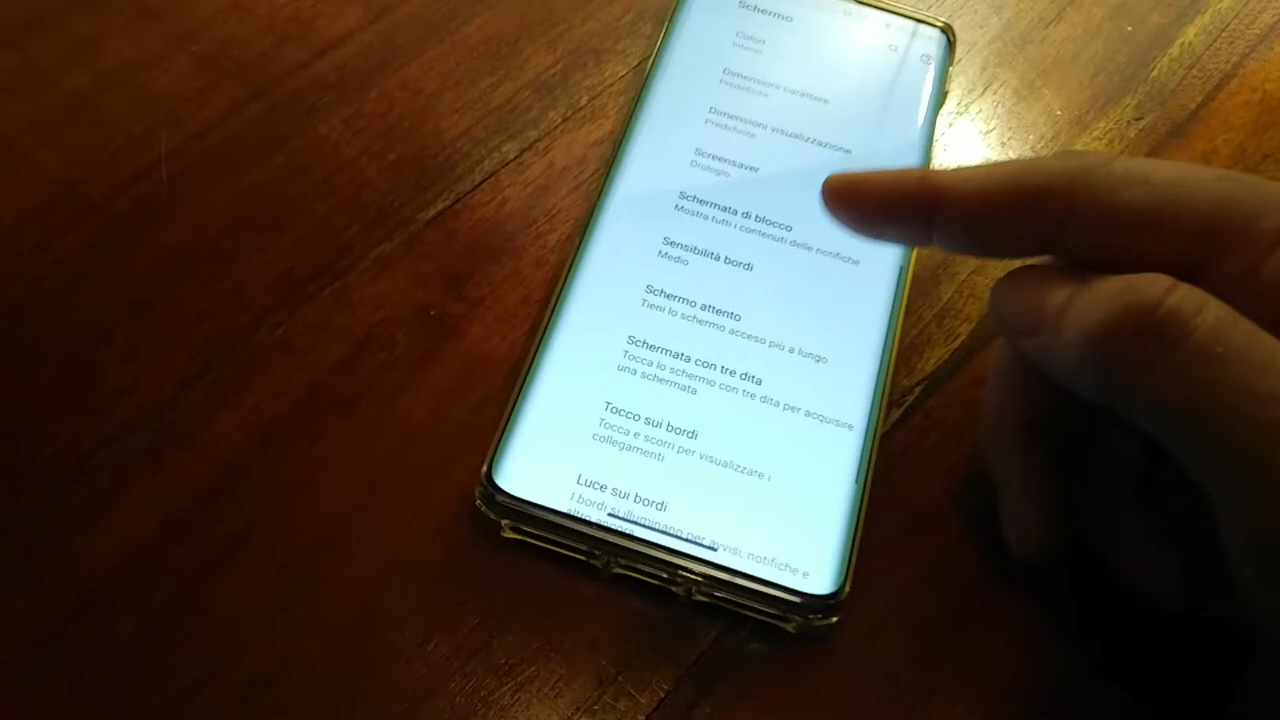 Schermo
Colori
Intensi
Dimensioni carattere
Predefinite
Dimensioni visualizzazione
Predefinite
Screensaver
Orologio
Schermata di blocco
Mostra tutti i contenuti delle notifiche
Sensibilità bordi
Medio
Schermo attento
Tieni lo schermo acceso più a lungo
Schermata con tre dita
Tocca lo schermo con tre dita per acquisire
una schermata
Tocco sui bordi
Tocca e scorri per visualizzare i
collegamenti
Luce sui bordi
I bordi si illuminano per avvisi, notifiche e
altro ancora